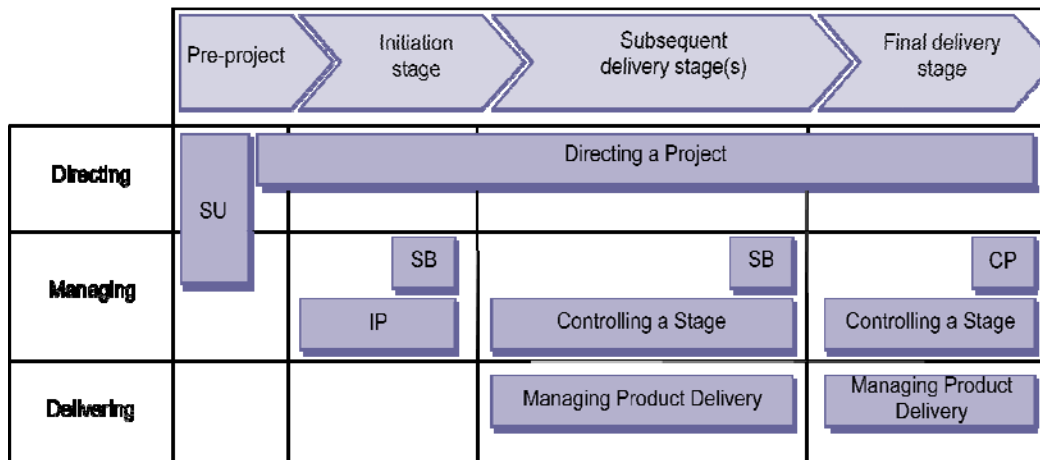 Pre-project
Initiation
stage
Subsequent
delivery stage(s)
Final delivery
stage
Directing
SU
Directing a Project
Managing
SB
SB
CP
IP
Controlling a Stage
Controlling a Stage
Delivering
Managing Product Delivery
Managing Product
Delivery